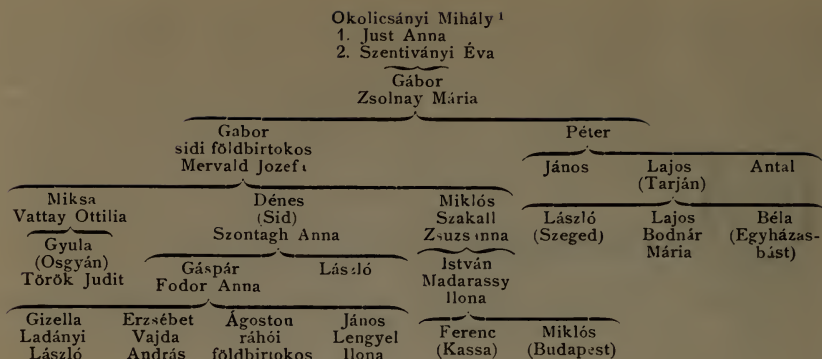 Okolicsányi Mihály ¹
1. Just Anna
2. Szentiványi Éva
Gábor
Zsolnay Mária
Gabor
sidi földbirtokos
Mervald Jozefa
Péter
János
Lajos
(Tarján)
Antal
Miksa
Vattay Ottilia
Dénes
(Sid)
Szontagh Anna
Miklós
Szakall
Zsuzsanna
László
(Szeged)
Lajos
Bodnár
Mária
Béla
(Egyházas-
bást)
Gyula
(Osgyán)
Török Judit
Gáspár
Fodor Anna
László
István
Madarassy
Ilona
Gizella
Ladányi
László
Erzsébet
Vajda
András
Ágoston
ráhói
földbirtokos
János
Lengyel
Ilona
Ferenc
(Kassa)
Miklós
(Budapest)